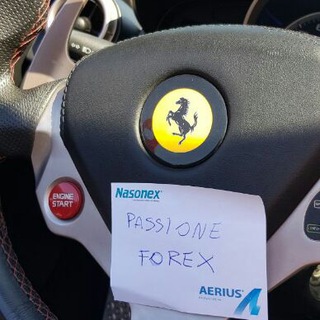 ENGINE
START
Nasonex®
PASSIONE
FOREX
AERIUS®